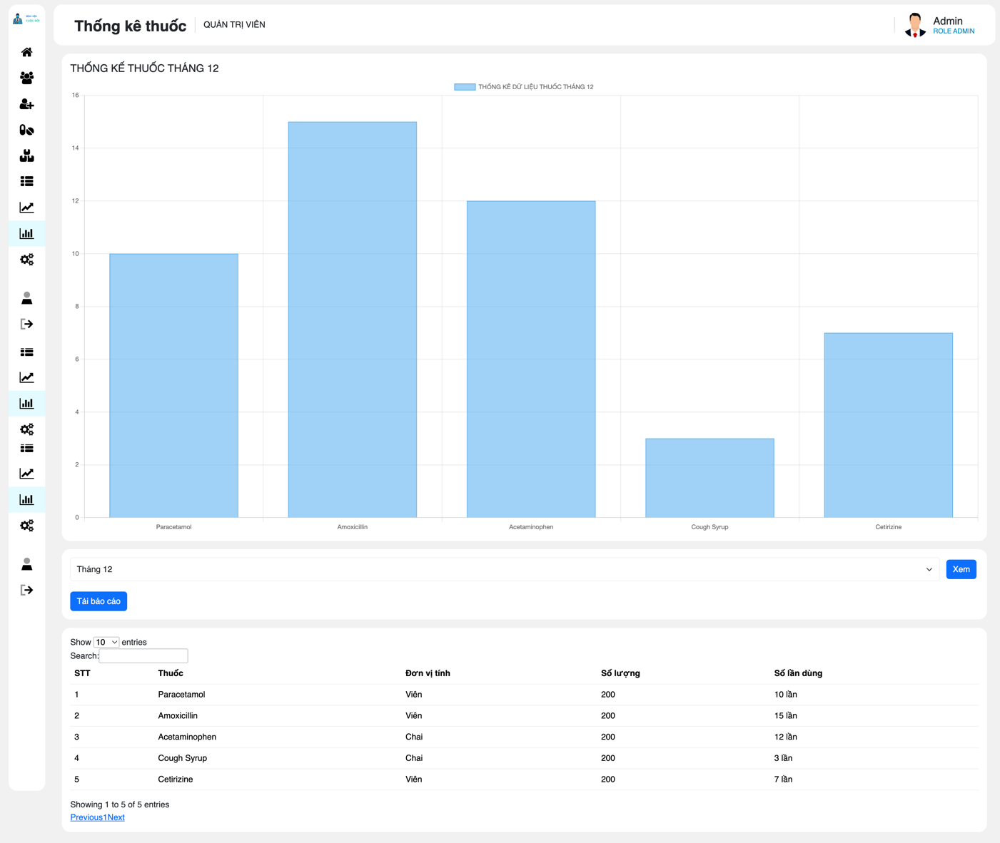 BỆNH VIỆN
CUỘC ĐỜI
Thống kê thuốc
QUẢN TRỊ VIÊN
Admin
ROLE ADMIN
THỐNG KẾ THUỐC THÁNG 12
THỐNG KÊ DỮ LIỆU THUỐC THÁNG 12
16
14
12
10
8
6
4
2
0
Paracetamol
Amoxicillin
Acetaminophen
Cough Syrup
Cetirizine
Tháng 12
Xem
Tải báo cáo
Show 10 entries
Search:
STT Thuốc Đơn vị tính Số lượng Số lần dùng
1 Paracetamol Viên 200 10 lần
2 Amoxicillin Viên 200 15 lần
3 Acetaminophen Chai 200 12 lần
4 Cough Syrup Chai 200 3 lần
5 Cetirizine Viên 200 7 lần
Showing 1 to 5 of 5 entries
Previous1Next